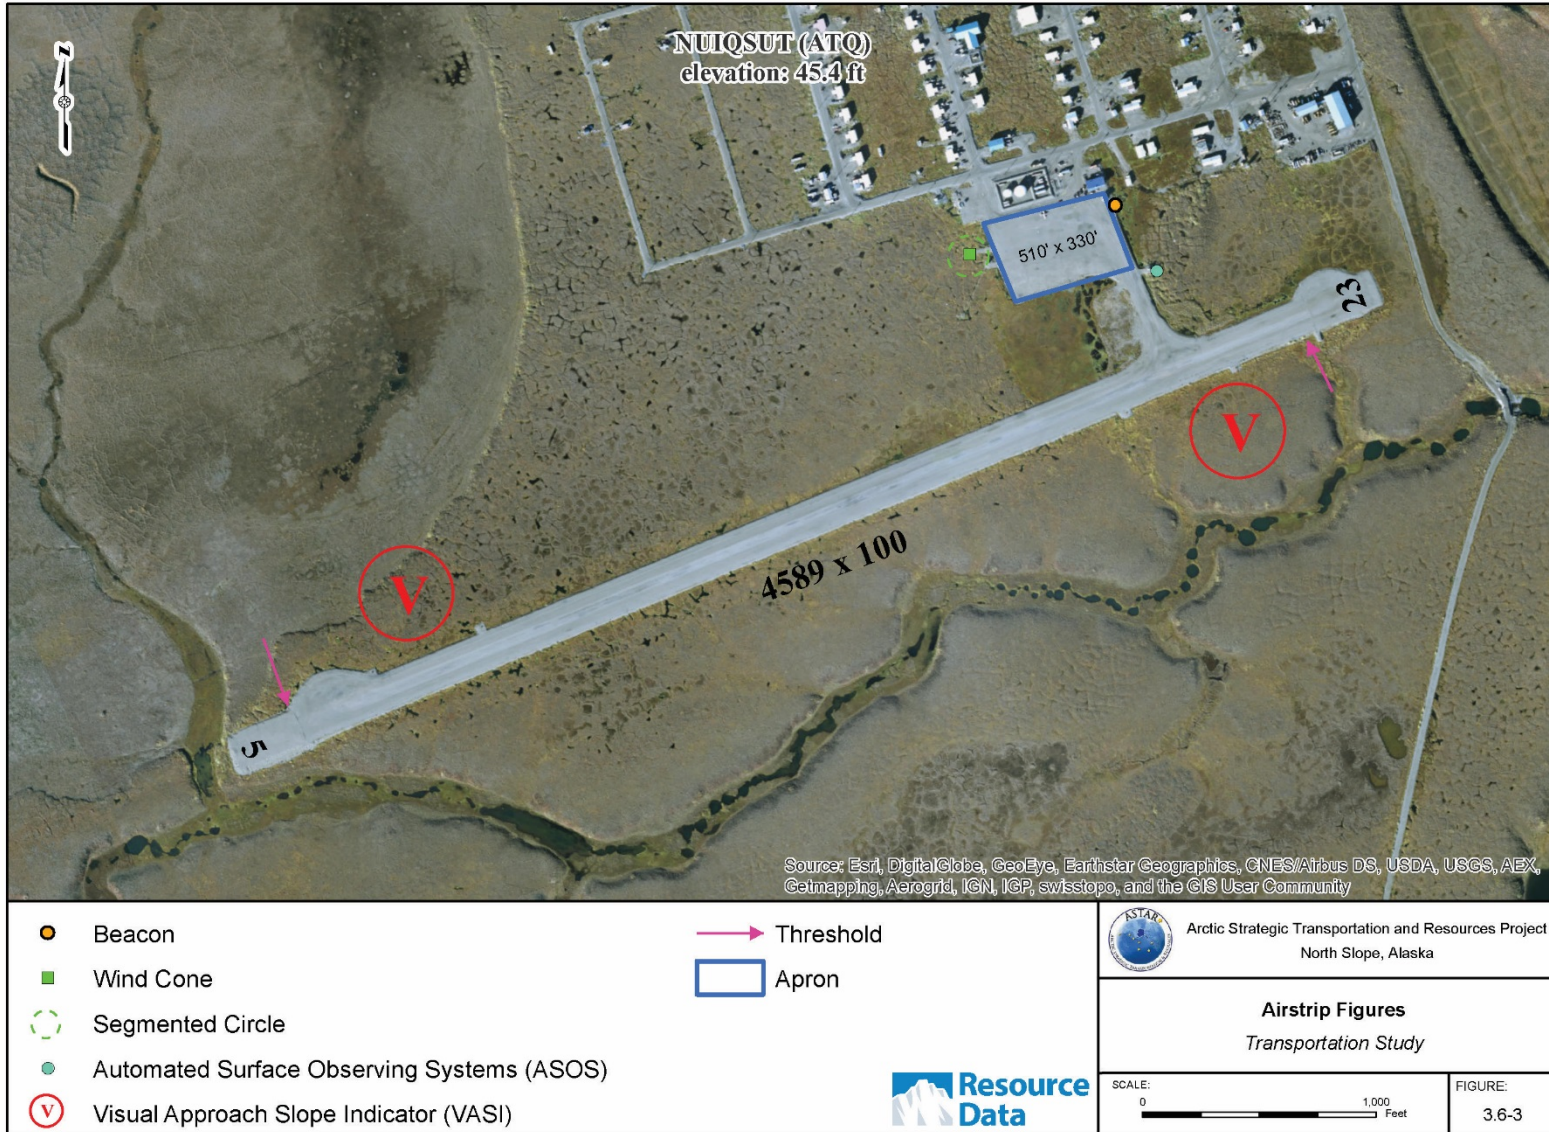 NUIQSUT (ATQ)
elevation: 45.4 ft
N
510' x 330'
23
V
V
4589 x 100
5
Source: Esri, DigitalGlobe, GeoEye, Earthstar Geographics, CNES/Airbus DS, USDA, USGS, AEX,
Getmapping, Aerogrid, IGN, IGP, swisstopo, and the GIS User Community
Beacon
Wind Cone
Segmented Circle
Automated Surface Observing Systems (ASOS)
V
Visual Approach Slope Indicator (VASI)
Threshold
Apron
Resource
Data
ASTAR
Arctic Strategic Transportation and Resources Project
North Slope, Alaska
Airstrip Figures
Transportation Study
SCALE:
0
1,000
Feet
FIGURE:
3.6-3